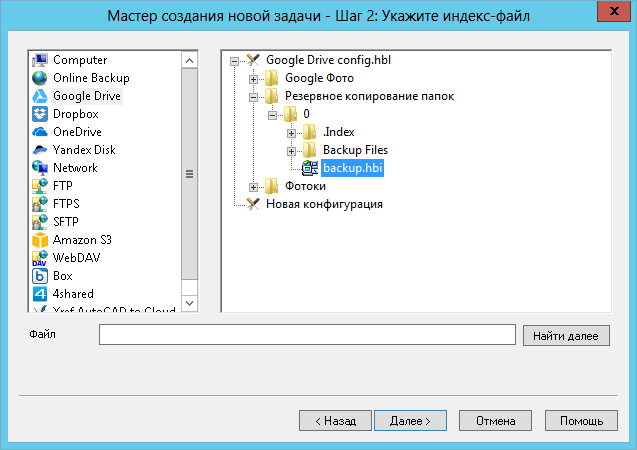 Мастер создания новой задачи - Шаг 2: Укажите индекс-файл
x
Computer
Online Backup
Google Drive
Dropbox
OneDrive
Yandex Disk
Network
FTP
FTPS
SFTP
Amazon S3
WebDAV
Box
4shared
Xref AutoCAD to Cloud
Google Drive config.hbl
Google Фото
Резервное копирование папок
0
.Index
Backup Files
backup.hbi
Фотоки
Новая конфигурация
Файл
Найти далее
< Назад
Далее >
Отмена
Помощь